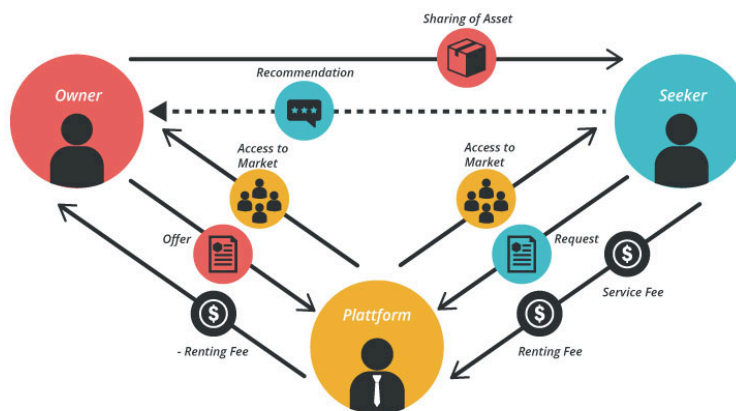 Sharing of Asset
Recommendation
Owner
Seeker
Access to
Market
Access to
Market
Offer
Request
$
Service Fee
Plattform
$
$
- Renting Fee
Renting Fee